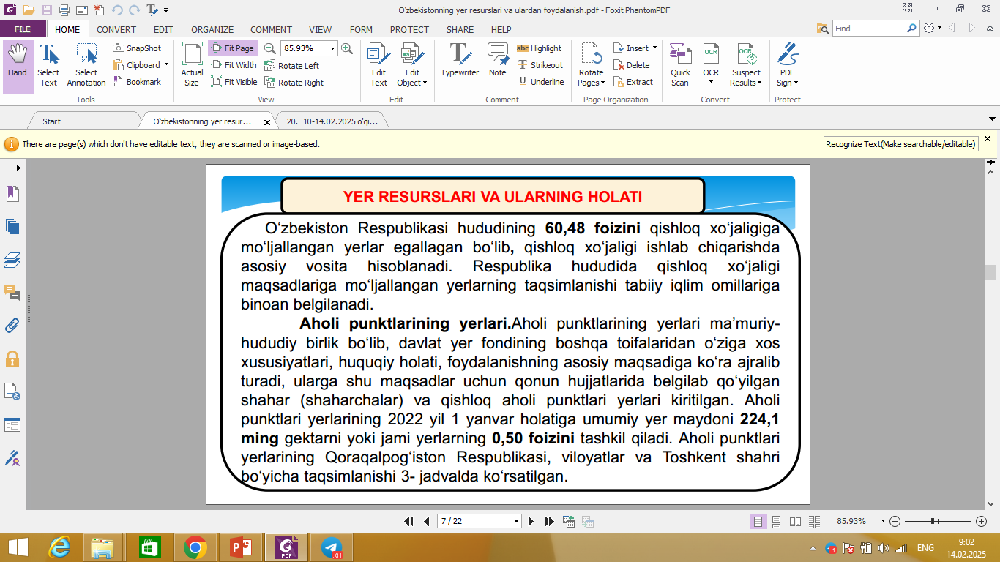 O'zbekistonning yer resurslari va ulardan foydalanish.pdf - Foxit PhantomPDF
FILE HOME CONVERT EDIT ORGANIZE COMMENT VIEW FORM PROTECT SHARE HELP Find
Hand
Select Text
Select Annotation
SnapShot
Clipboard
Bookmark
Tools
Actual Size
Fit Page
Fit Width
Fit Visible
85.93%
Rotate Left
Rotate Right
View
Edit Text
Edit Object
Edit
Typewriter
Note
abc Highlight
Strikeout
U Underline
Comment
Rotate Pages
Insert
Delete
Extract
Page Organization
Quick Scan
OCR
OCR
OCR
Suspect Results
Convert
PDF Sign
Protect
Start
O'zbekistonning yer resur...
20. 10-14.02.2025 o'qi...
There are page(s) which don't have editable text, they are scanned or image-based.
Recognize Text(Make searchable/editable)
YER RESURSLARI VA ULARNING HOLATI
O‘zbekiston Respublikasi hududining 60,48 foizini qishloq xo‘jaligiga
mo‘ljallangan yerlar egallagan bo‘lib, qishloq xo‘jaligi ishlab chiqarishda
asosiy vosita hisoblanadi. Respublika hududida qishloq xo‘jaligi
maqsadlariga mo‘ljallangan yerlarning taqsimlanishi tabiiy iqlim omillariga
binoan belgilanadi.
Aholi punktlarining yerlari.Aholi punktlarining yerlari ma’muriy-
hududiy birlik bo‘lib, davlat yer fondining boshqa toifalaridan o‘ziga xos
xususiyatlari, huquqiy holati, foydalanishning asosiy maqsadiga ko‘ra ajralib
turadi, ularga shu maqsadlar uchun qonun hujjatlarida belgilab qo‘yilgan
shahar (shaharchalar) va qishloq aholi punktlari yerlari kiritilgan. Aholi
punktlari yerlarining 2022 yil 1 yanvar holatiga umumiy yer maydoni 224,1
ming gektarni yoki jami yerlarning 0,50 foizini tashkil qiladi. Aholi punktlari
yerlarining Qoraqalpog‘iston Respublikasi, viloyatlar va Toshkent shahri
bo‘yicha taqsimlanishi 3- jadvalda ko‘rsatilgan.
7 / 22
85.93%
PDF
.01
ENG
9:02
14.02.2025